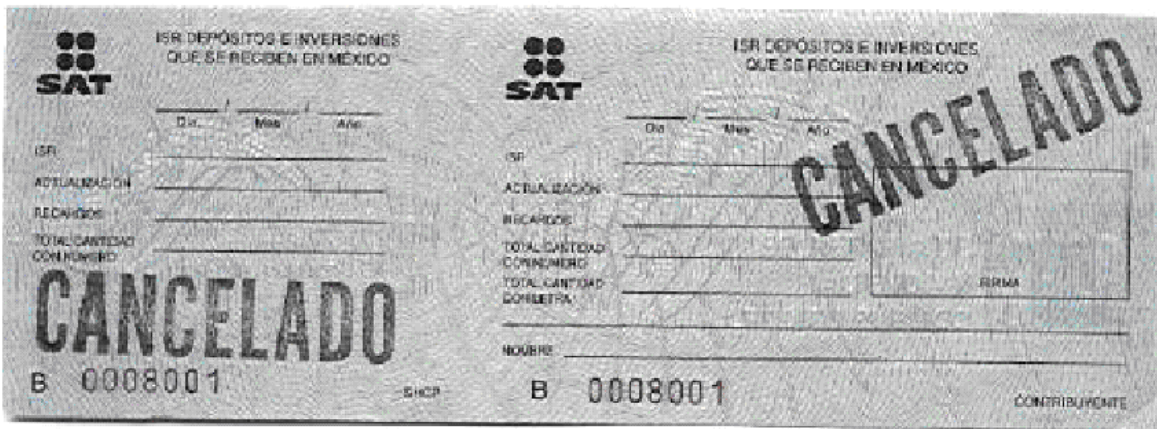 SAT
ISR DEPÓSITOS E INVERSIONES
QUE SE RECIBEN EN MÉXICO
/ /
Día Mes Año
ISR
ACTUALIZACIÓN
RECARGOS
TOTAL CANTIDAD
CON NUMERO
CANCELADO
B 0008001
SHCP
SAT
ISR DEPÓSITOS E INVERSIONES
QUE SE RECIBEN EN MÉXICO
/ /
Día Mes Año
CANCELADO
ISR
ACTUALIZACIÓN
RECARGOS
TOTAL CANTIDAD
CON NUMERO
TOTAL CANTIDAD
CON LETRA
FIRMA
NOMBRE
B 0008001
CONTRIBUYENTE